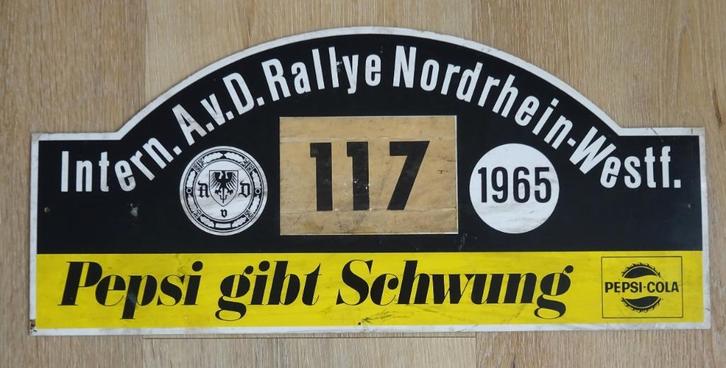 Intern. A.v.D. Rallye Nordrhein-Westf.
A v D
117
1965
Pepsi gibt Schwung
PEPSI-COLA